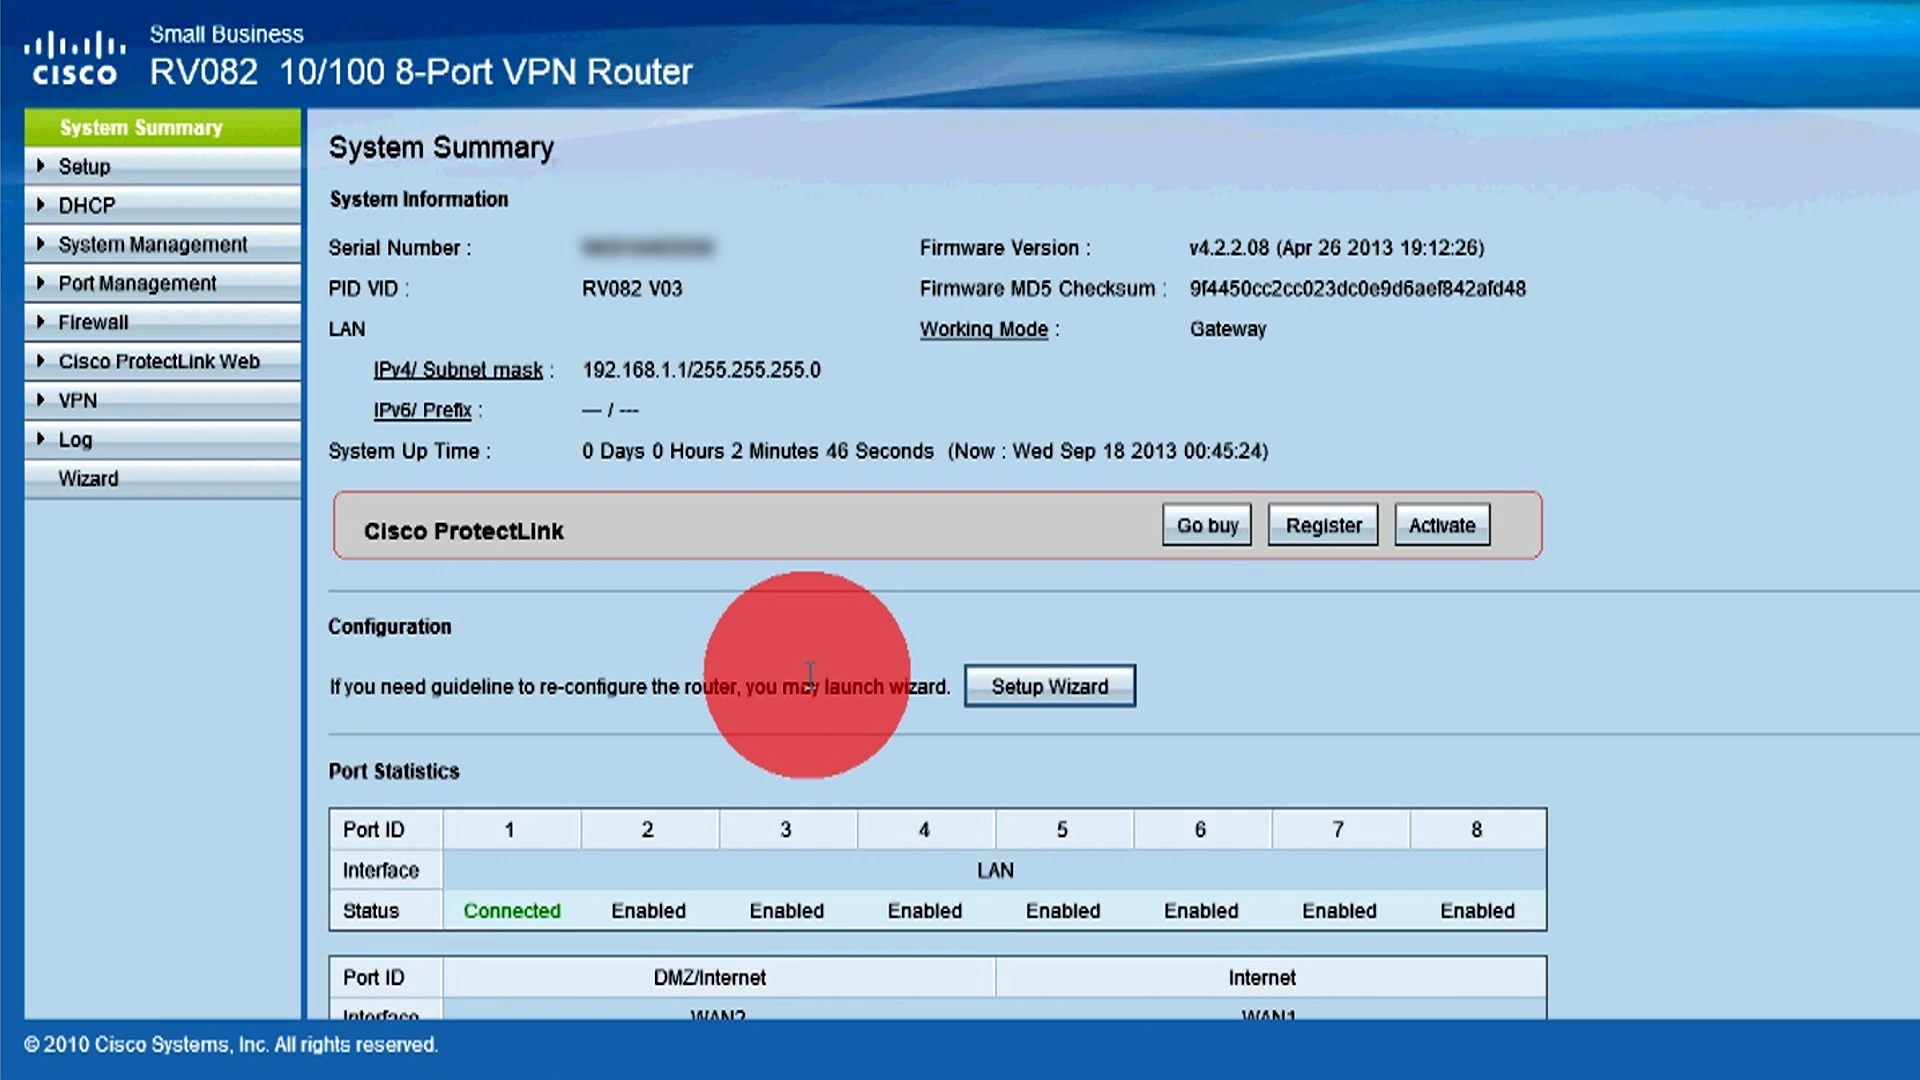 Small Business
CISCO RV082 10/100 8-Port VPN Router
System Summary
Setup
DHCP
System Management
Port Management
Firewall
Cisco ProtectLink Web
VPN
Log
Wizard
System Summary
System Information
Serial Number : Firmware Version : v4.2.2.08 (Apr 26 2013 19:12:26)
PID VID : RV082 V03 Firmware MD5 Checksum : 9f4450cc2cc023dc0e9d6aef842afd48
LAN Working Mode : Gateway
IPv4/ Subnet mask : 192.168.1.1/255.255.255.0
IPv6/ Prefix : --- / ---
System Up Time : 0 Days 0 Hours 2 Minutes 46 Seconds (Now : Wed Sep 18 2013 00:45:24)
Cisco ProtectLink Go buy Register Activate
Configuration
If you need guideline to re-configure the router, you may launch wizard. Setup Wizard
Port Statistics
Port ID 1 2 3 4 5 6 7 8
Interface LAN
Status Connected Enabled Enabled Enabled Enabled Enabled Enabled Enabled
Port ID DMZ/Internet Internet
Interface WAN2 WAN1
© 2010 Cisco Systems, Inc. All rights reserved.